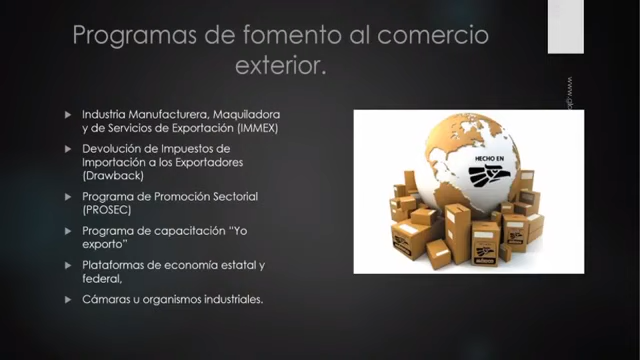 Programas de fomento al comercio
exterior.
Industria Manufacturera, Maquiladora
y de Servicios de Exportación (IMMEX)
Devolución de Impuestos de
Importación a los Exportadores
(Drawback)
Programa de Promoción Sectorial
(PROSEC)
Programa de capacitación “Yo
exporto”
Plataformas de economía estatal y
federal,
Cámaras u organismos industriales.
HECHO EN